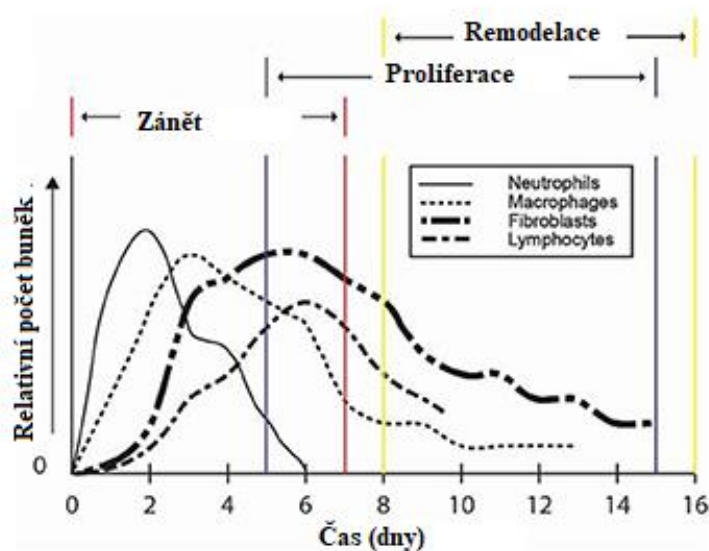 Remodelace
Proliferace
Zánět
Neutrophils
Macrophages
Fibroblasts
Lymphocytes
Relativní počet buněk
0
0 2 4 6 8 10 12 14 16
Čas (dny)